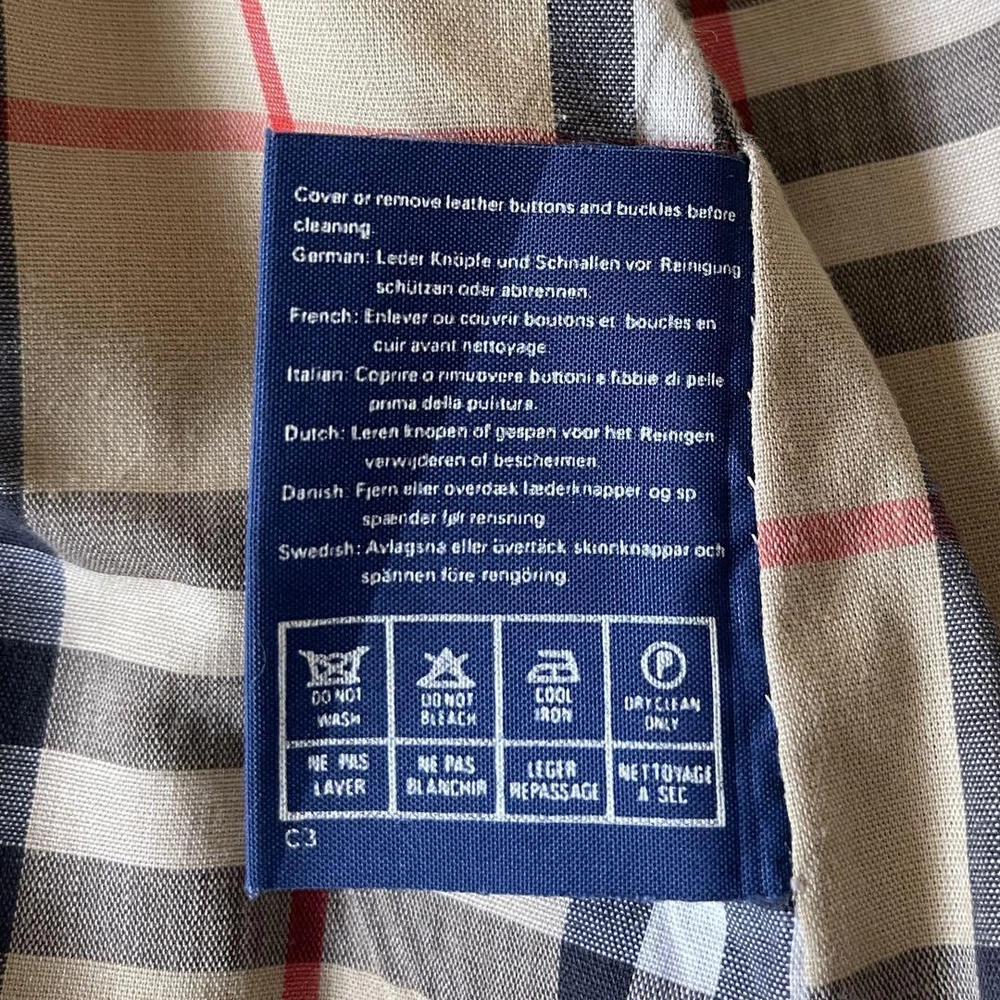 Cover or remove leather buttons and buckles before
cleaning
German: Leder Knöpfe und Schnallen vor Reinigung
schützen oder abtrennen.
French: Enlever ou couvrir boutons et boucles en
cuir avant nettoyage
Italian: Coprire o rimuovere bottoni e fibbie di pelle
prima della pulitura.
Dutch: Leren knopen of gespen voor het Reinigen
verwijderen of beschermen.
Danish: Fjern eller overdæk læderknapper og sp
spænder før rensning
Swedish: Avlagsna eller övertäck skinnknappar och
spännen före rengöring.
P
DO NOT
WASH
DO NOT
BLEACH
COOL
IRON
DRY CLEAN
ONLY
NE PAS
LAVER
NE PAS
BLANCHIR
LEGER
REPASSAGE
NETTOYAGE
A SEC
C3